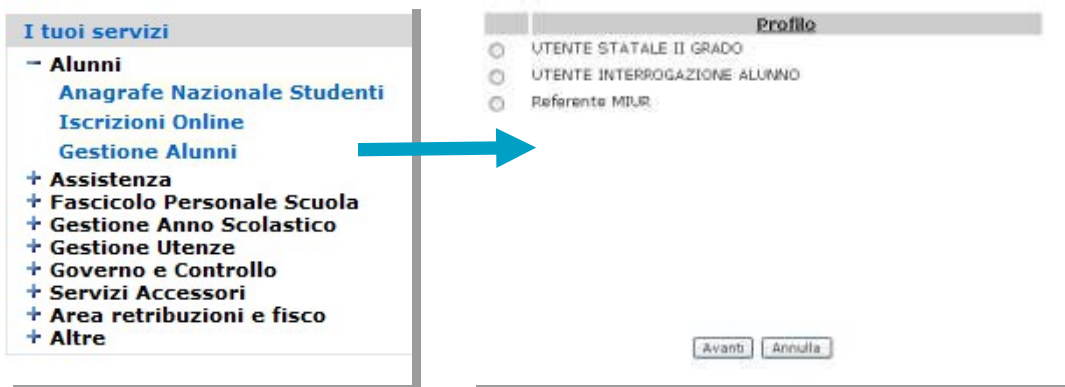 I tuoi servizi
− Alunni
Anagrafe Nazionale Studenti
Iscrizioni Online
Gestione Alunni
+ Assistenza
+ Fascicolo Personale Scuola
+ Gestione Anno Scolastico
+ Gestione Utenze
+ Governo e Controllo
+ Servizi Accessori
+ Area retribuzioni e fisco
+ Altre
Profilo
UTENTE STATALE II GRADO
UTENTE INTERROGAZIONE ALUNNO
Referente MIUR
Avanti Annulla